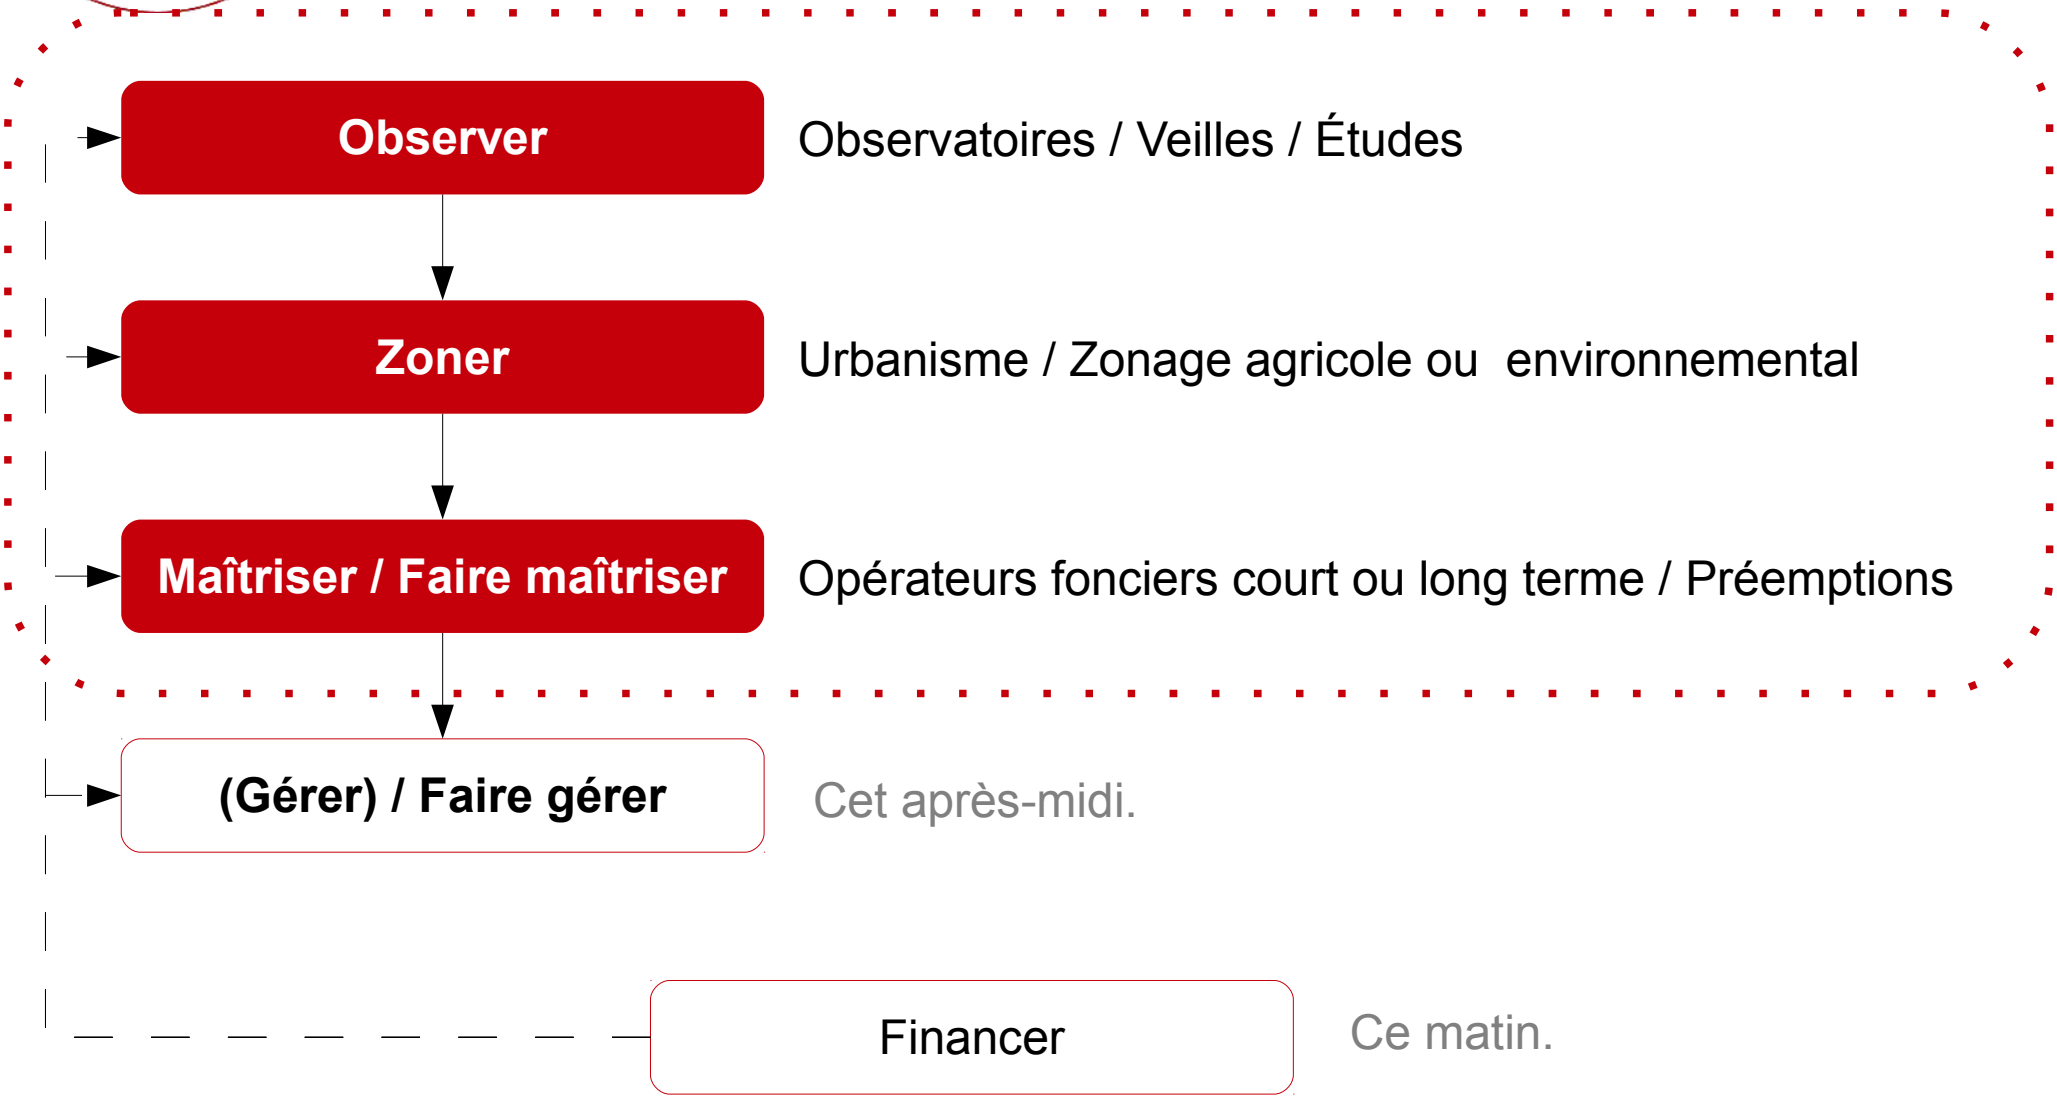 Observer
Observatoires / Veilles / Études
Zoner
Urbanisme / Zonage agricole ou environnemental
Maîtriser / Faire maîtriser
Opérateurs fonciers court ou long terme / Préemptions
(Gérer) / Faire gérer
Cet après-midi.
Financer
Ce matin.